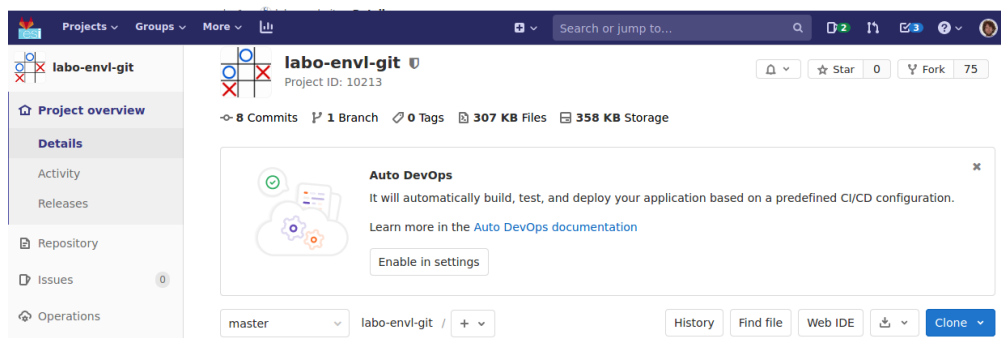 esi Projects Groups More Search or jump to... 2 3
labo-envl-git
Project overview
Details
Activity
Releases
Repository
Issues 0
Operations
labo-envl-git
Project ID: 10213
Star 0 Fork 75
8 Commits 1 Branch 0 Tags 307 KB Files 358 KB Storage
Auto DevOps
It will automatically build, test, and deploy your application based on a predefined CI/CD configuration.
Learn more in the Auto DevOps documentation
Enable in settings
master labo-envl-git / + History Find file Web IDE Clone